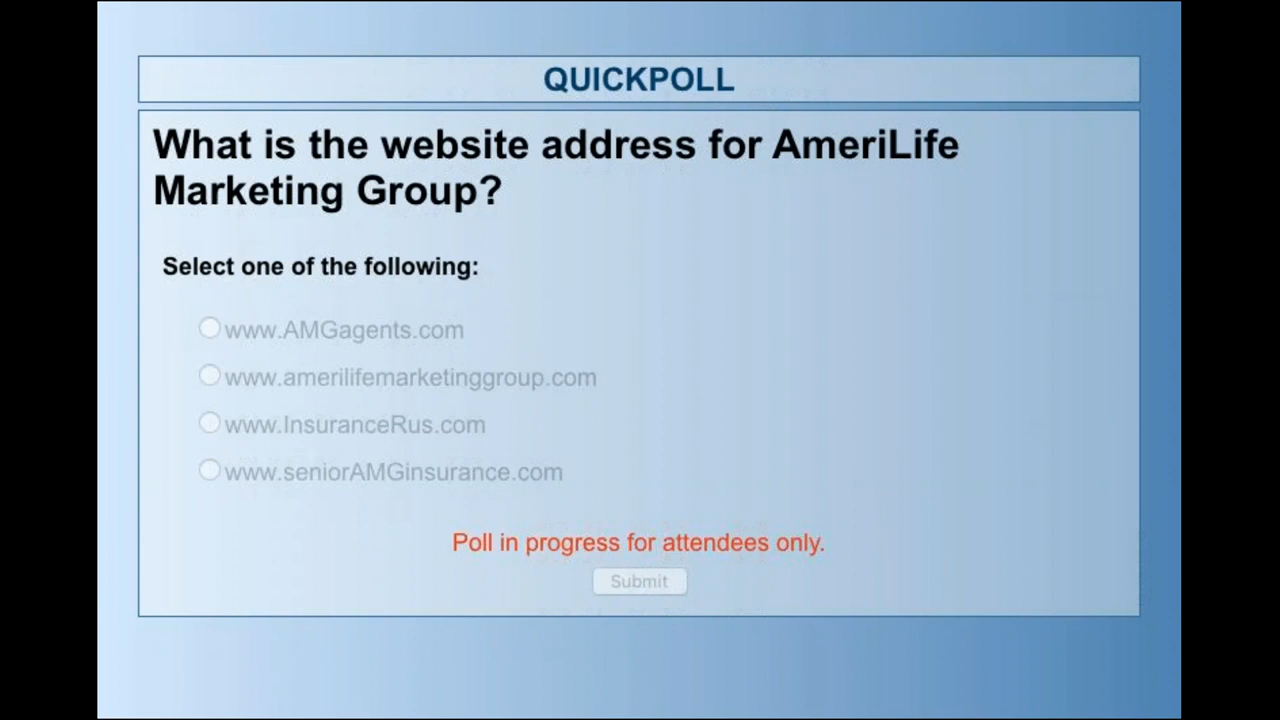 QUICKPOLL
What is the website address for AmeriLife
Marketing Group?
Select one of the following:
www.AMGagents.com
www.amerilifemarketinggroup.com
www.InsuranceRus.com
www.seniorAMGinsurance.com
Poll in progress for attendees only.
Submit